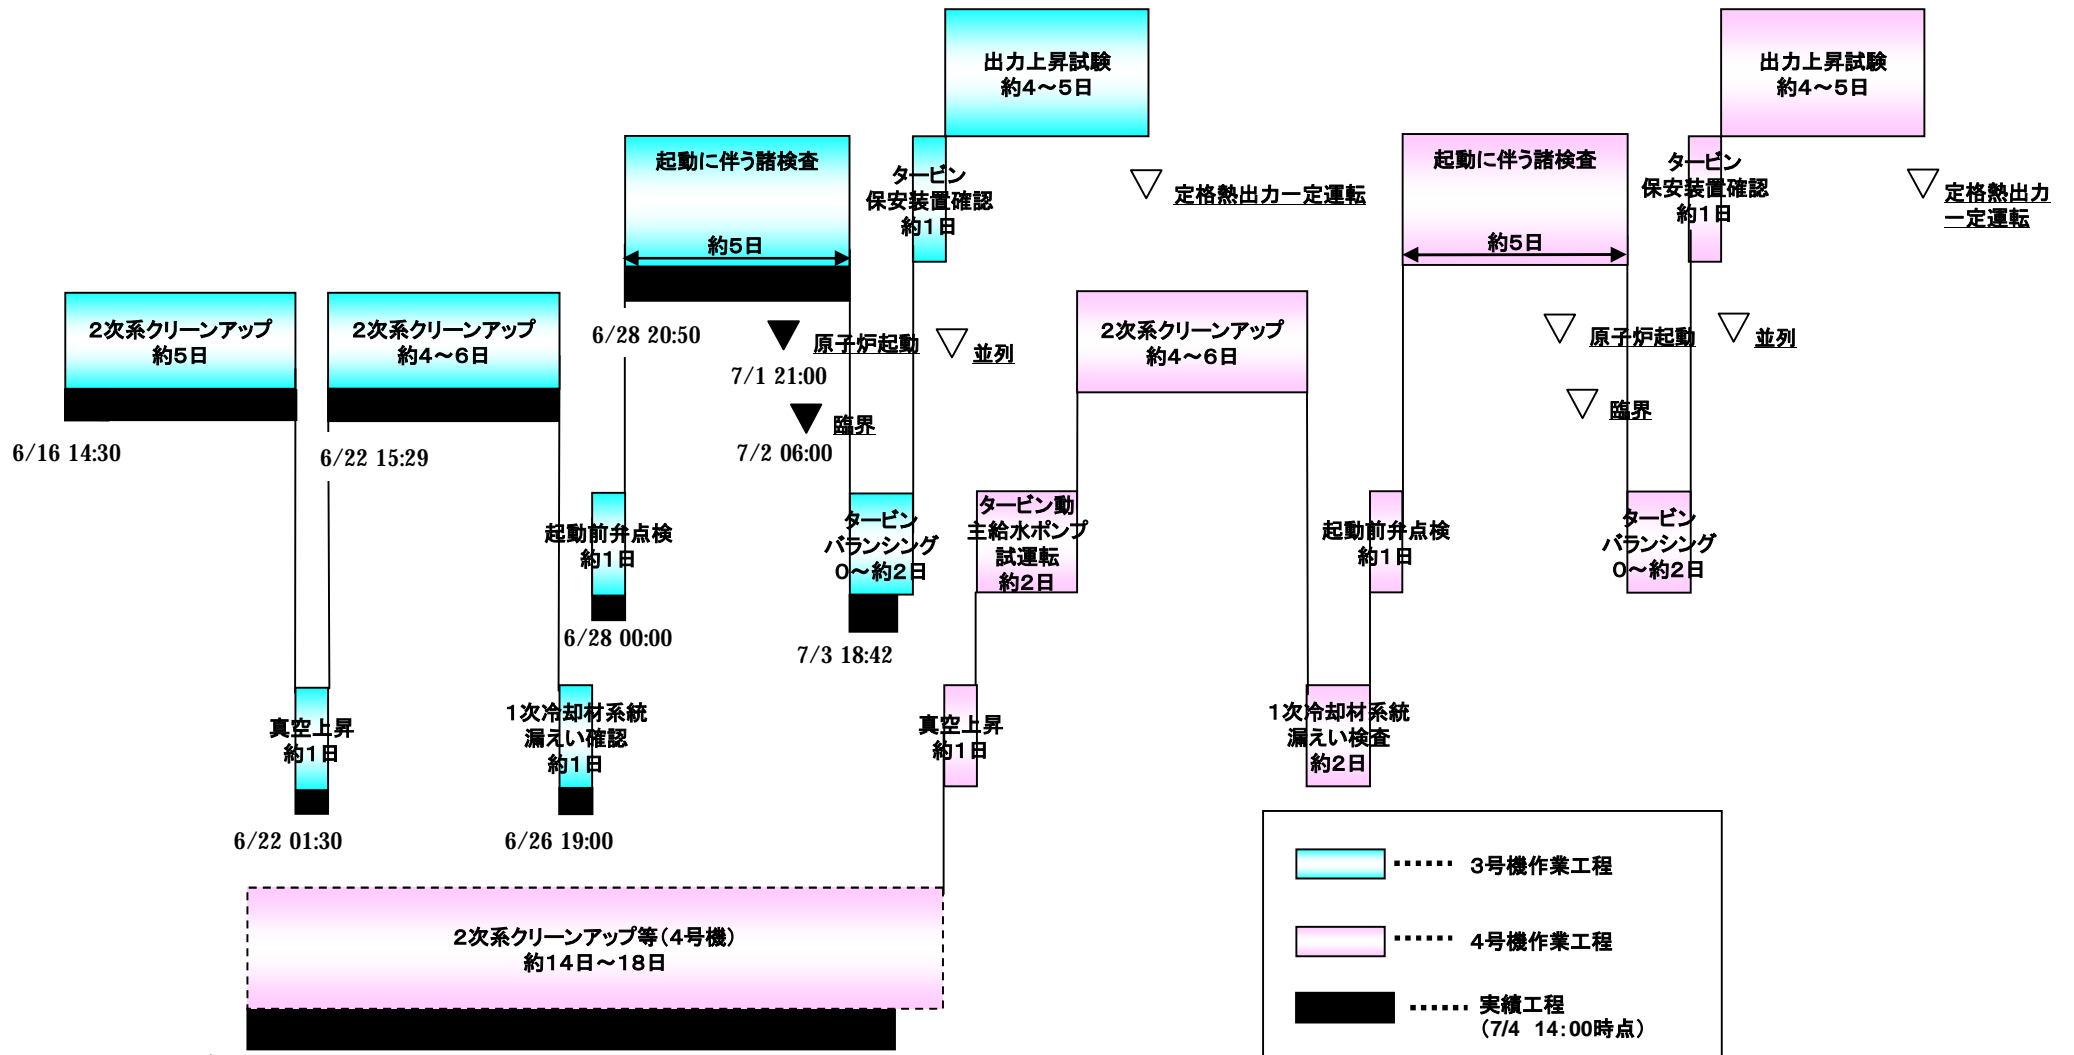 出力上昇試験
約4～5日
出力上昇試験
約4～5日
起動に伴う諸検査
約5日
タービン
保安装置確認
約1日
定格熱出力一定運転
起動に伴う諸検査
約5日
タービン
保安装置確認
約1日
定格熱出力
一定運転
2次系クリーンアップ
約5日
2次系クリーンアップ
約4～6日
6/28 20:50
原子炉起動
7/1 21:00
並列
2次系クリーンアップ
約4～6日
原子炉起動
並列
臨界
7/2 06:00
臨界
6/16 14:30
6/22 15:29
起動前弁点検
約1日
6/28 00:00
タービン
バランシング
0～約2日
7/3 18:42
タービン動
主給水ポンプ
試運転
約2日
起動前弁点検
約1日
タービン
バランシング
0～約2日
真空上昇
約1日
6/22 01:30
1次冷却材系統
漏えい確認
約1日
6/26 19:00
真空上昇
約1日
1次冷却材系統
漏えい検査
約2日
2次系クリーンアップ等（4号機）
約14日～18日
3号機作業工程
4号機作業工程
実績工程
（7/4 14：00時点）